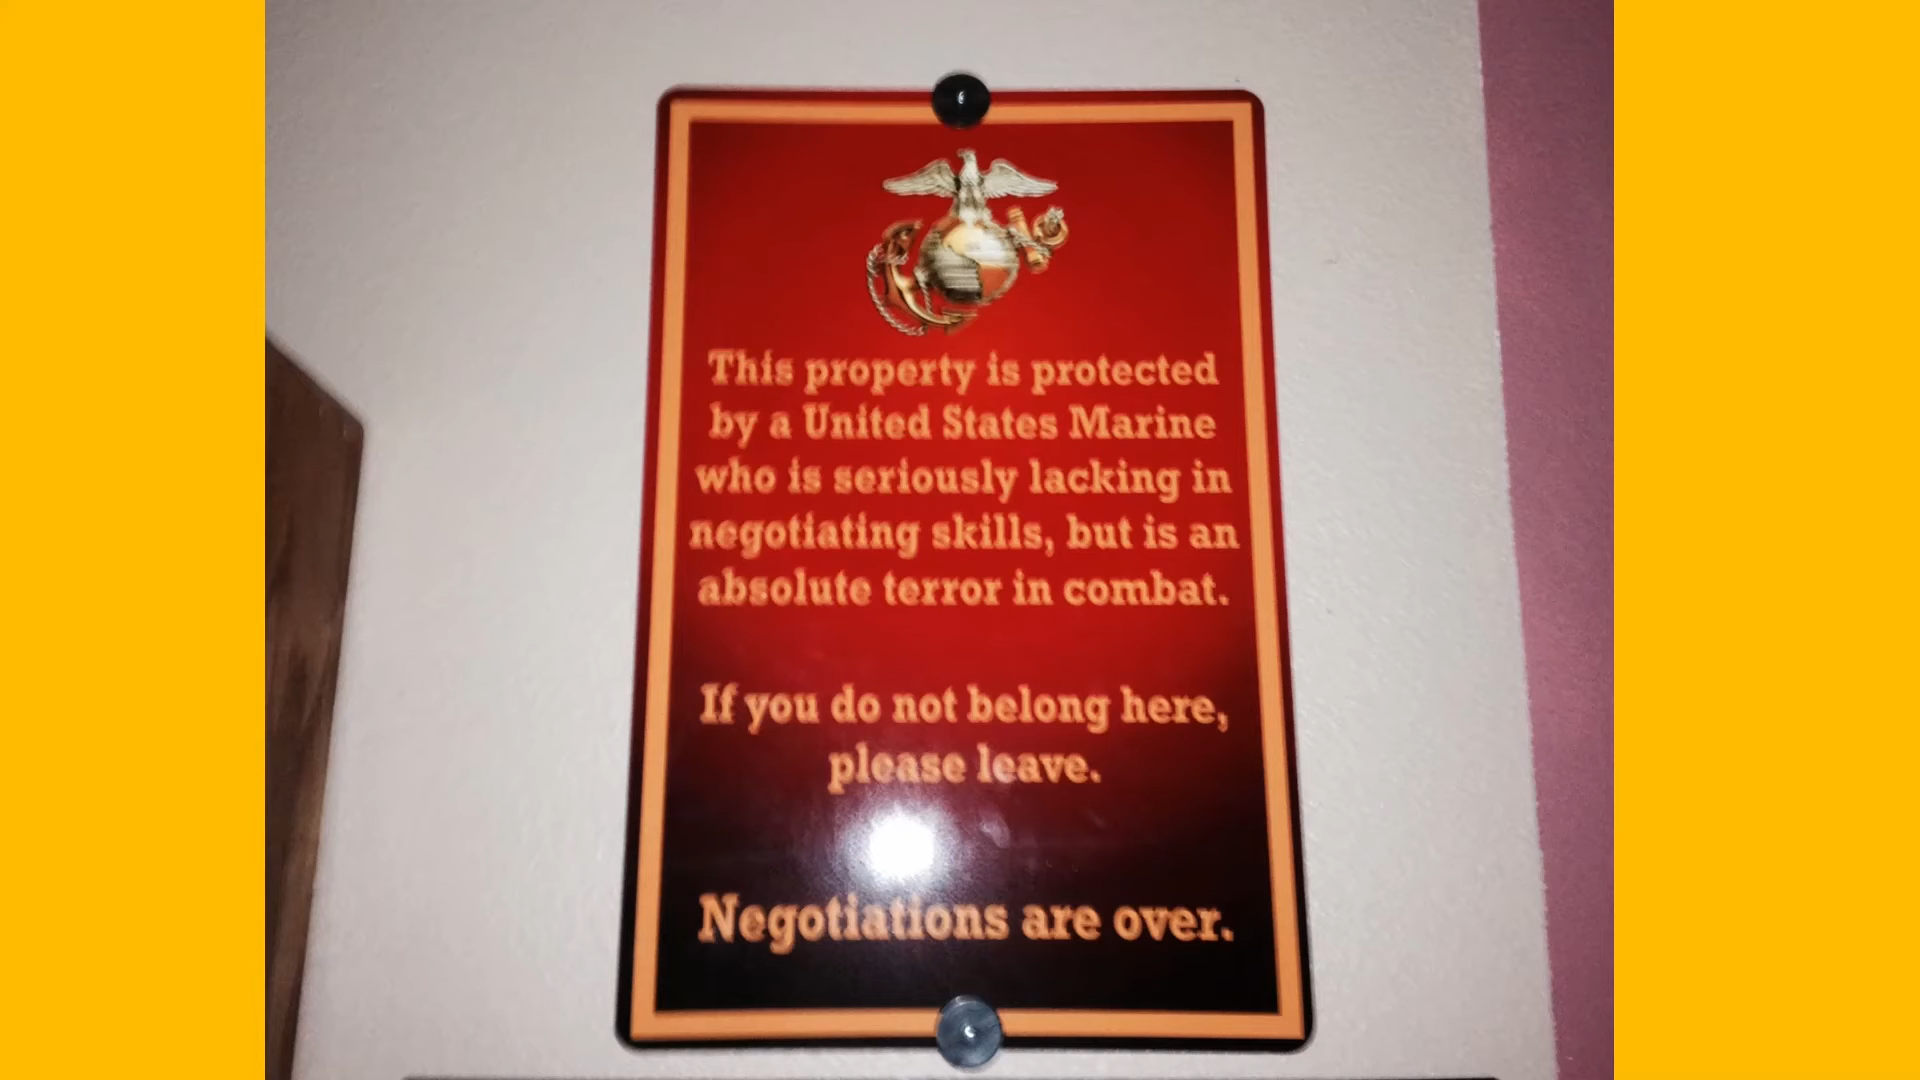 This property is protected
by a United States Marine
who is seriously lacking in
negotiating skills, but is an
absolute terror in combat.
If you do not belong here,
please leave.
Negotiations are over.